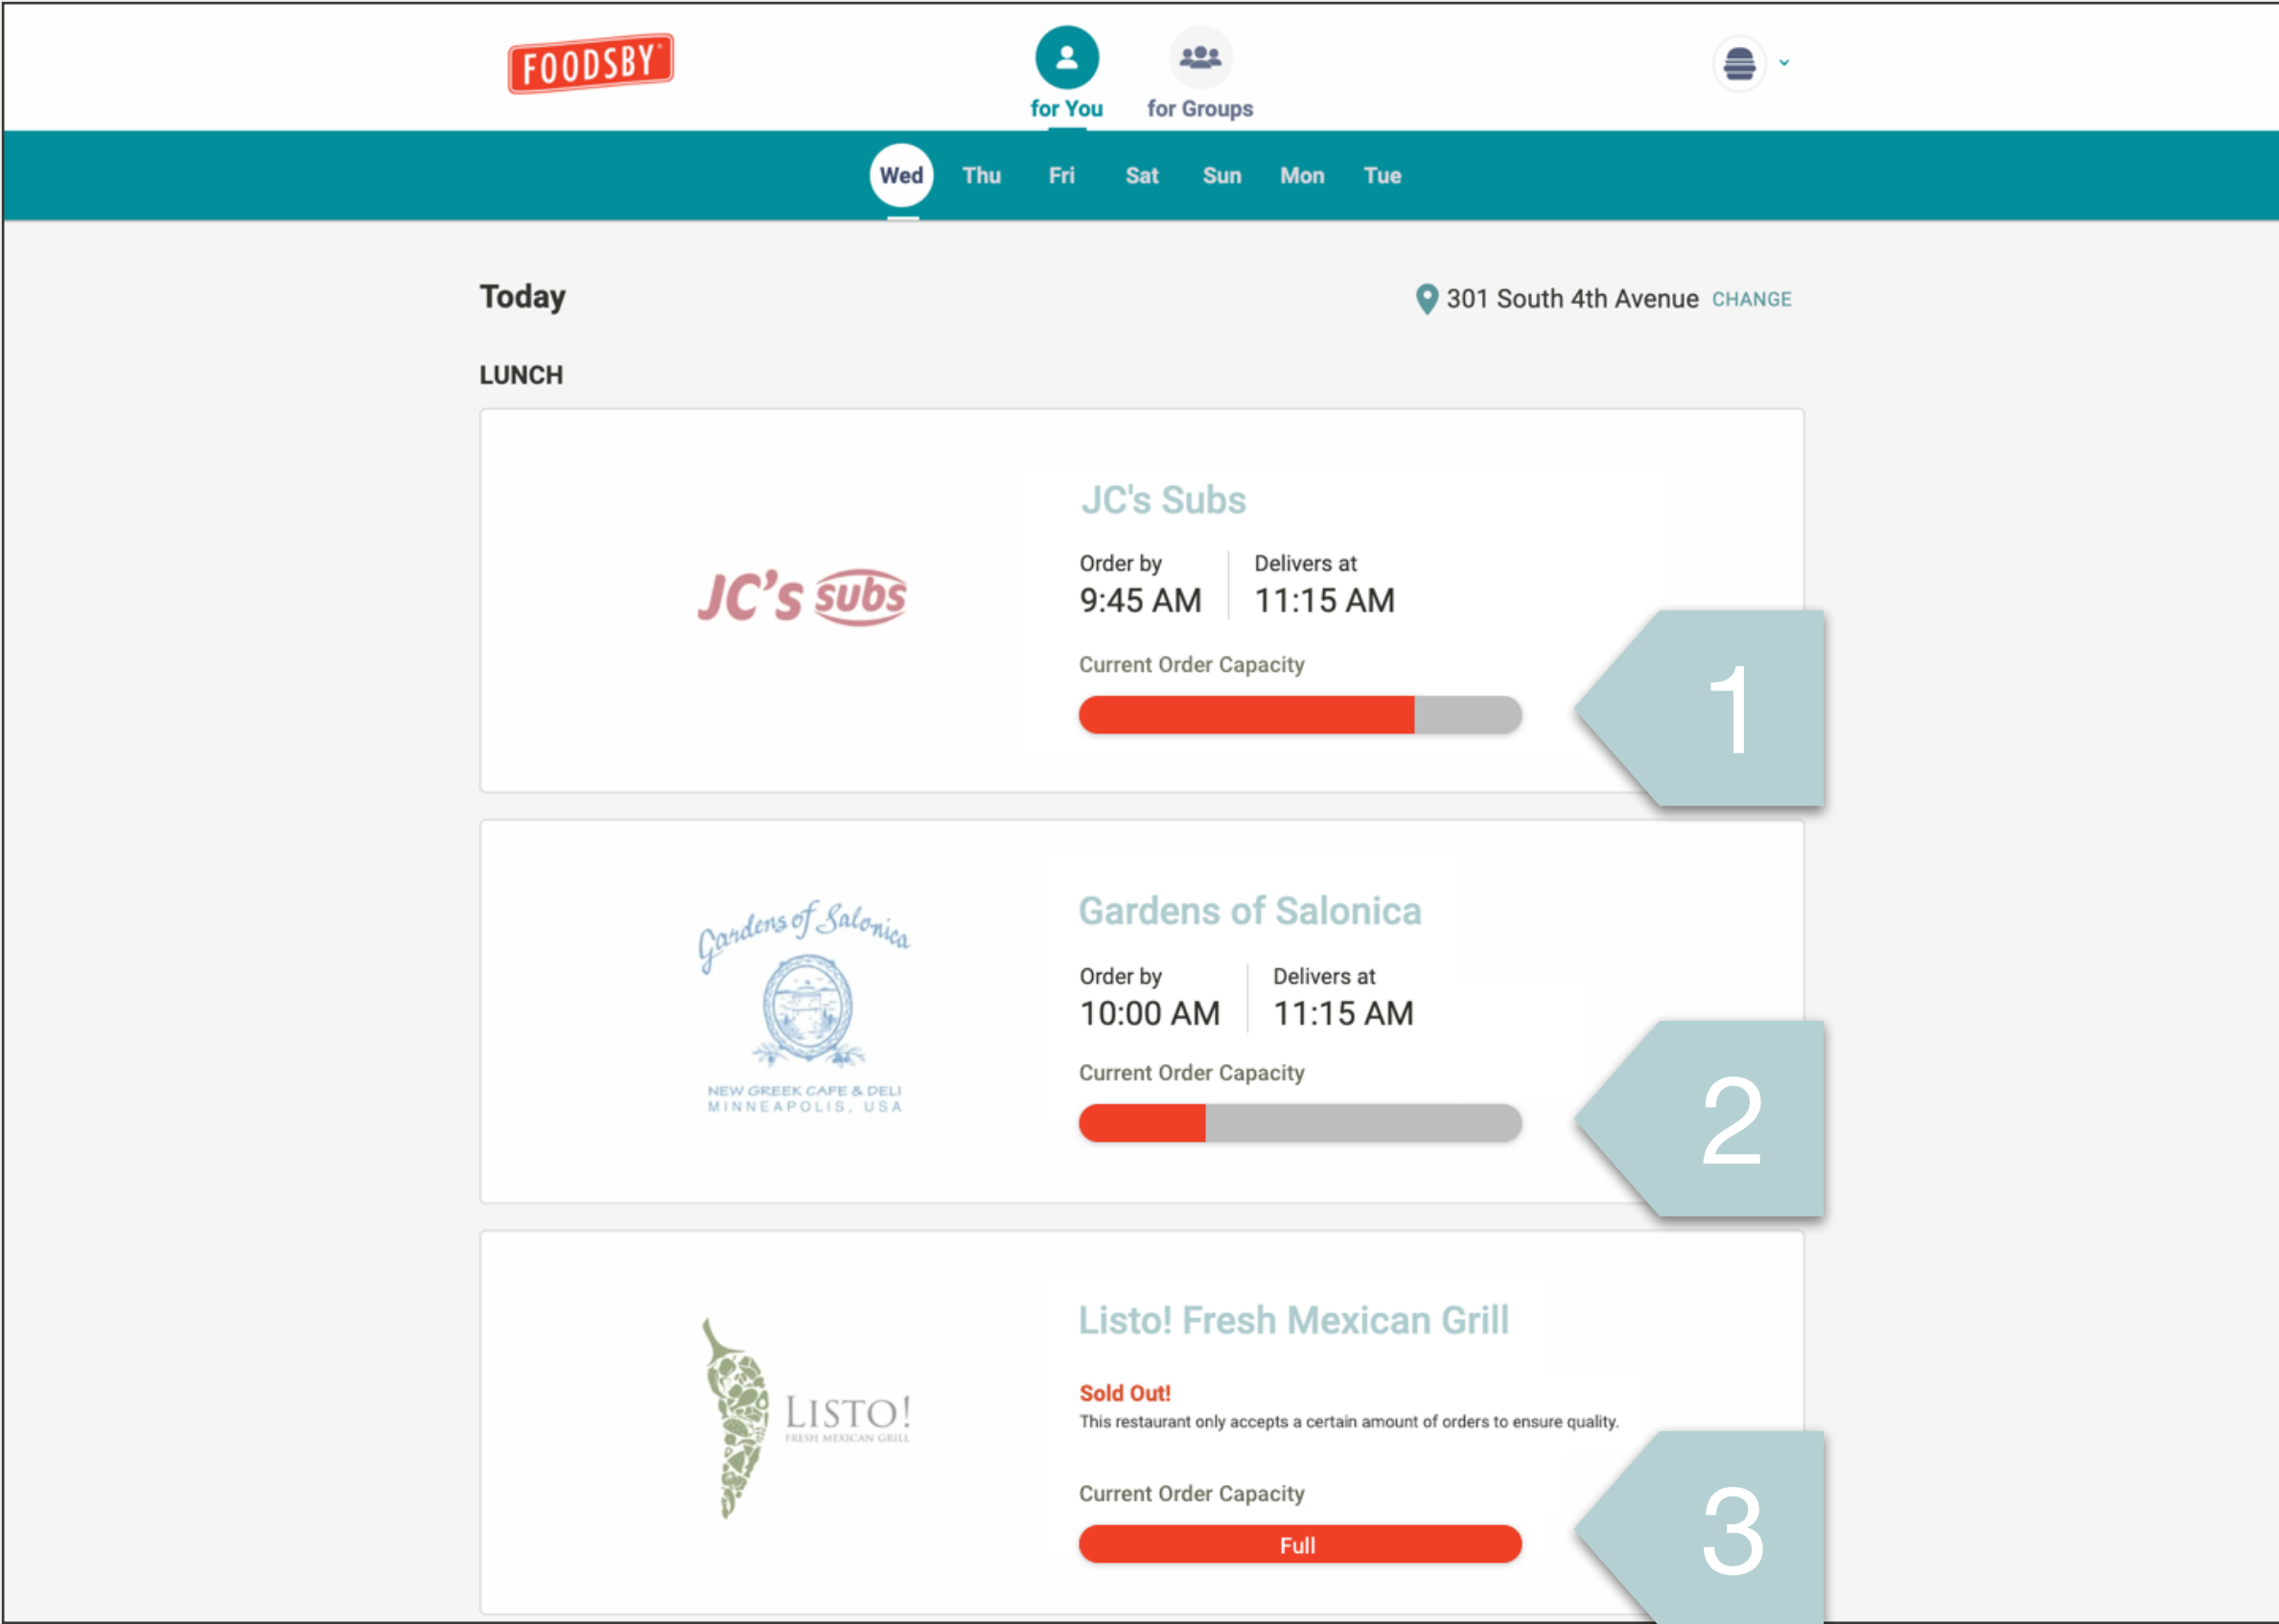 FOODSBY
for You
for Groups
Wed Thu Fri Sat Sun Mon Tue
Today
301 South 4th Avenue CHANGE
LUNCH
JC's subs
JC's Subs
Order by
9:45 AM
Delivers at
11:15 AM
Current Order Capacity
1
Gardens of Salonica
NEW GREEK CAFE & DELI
MINNEAPOLIS, USA
Gardens of Salonica
Order by
10:00 AM
Delivers at
11:15 AM
Current Order Capacity
2
LISTO!
FRESH MEXICAN GRILL
Listo! Fresh Mexican Grill
Sold Out!
This restaurant only accepts a certain amount of orders to ensure quality.
Current Order Capacity
Full
3